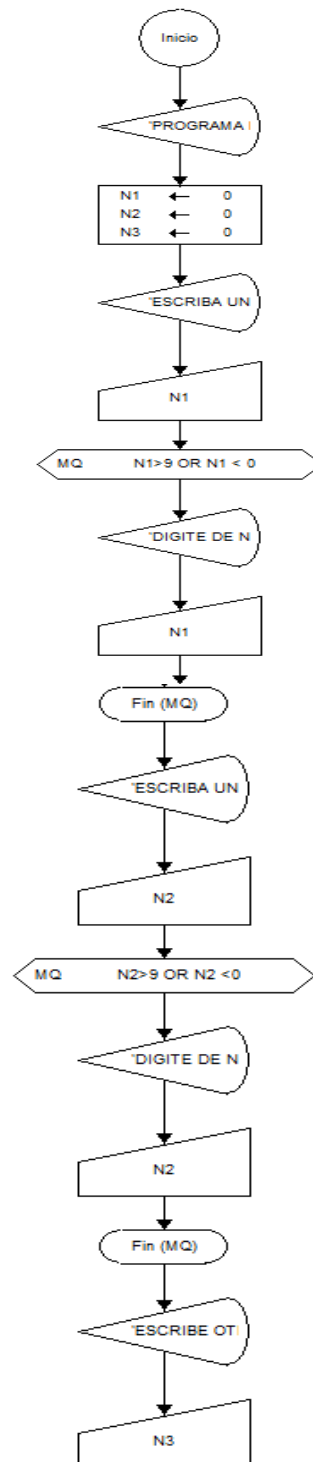 Inicio
'PROGRAMA
N1 ← 0
N2 ← 0
N3 ← 0
'ESCRIBA UN
N1
MQ N1>9 OR N1 < 0
'DIGITE DE N
N1
Fin (MQ)
'ESCRIBA UN
N2
MQ N2>9 OR N2 <0
'DIGITE DE N
N2
Fin (MQ)
'ESCRIBE OT
N3